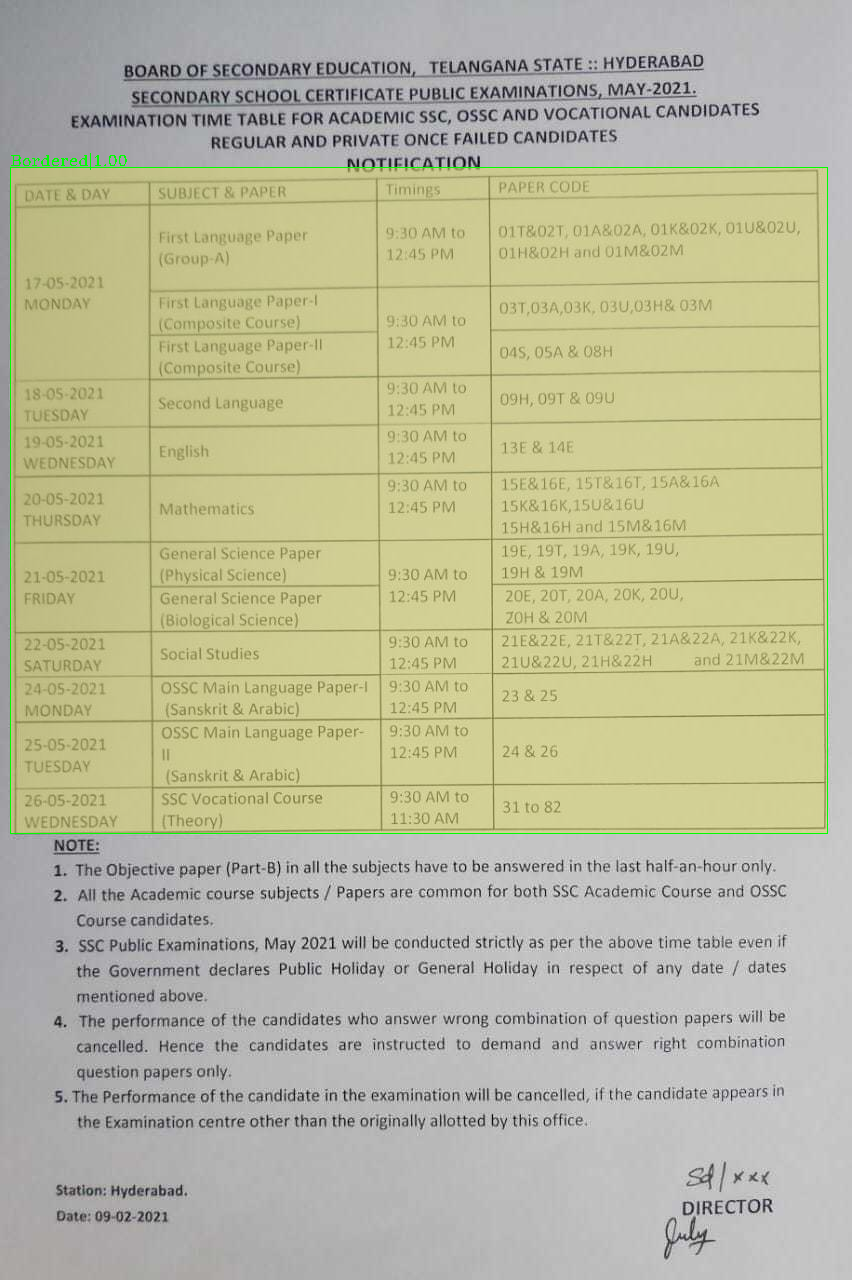 BOARD OF SECONDARY EDUCATION, TELANGANA STATE :: HYDERABAD
SECONDARY SCHOOL CERTIFICATE PUBLIC EXAMINATIONS, MAY-2021.
EXAMINATION TIME TABLE FOR ACADEMIC SSC, OSSC AND VOCATIONAL CANDIDATES
REGULAR AND PRIVATE ONCE FAILED CANDIDATES
NOTIFICATION
DATE & DAY SUBJECT & PAPER Timings PAPER CODE
17-05-2021
MONDAY
First Language Paper
(Group-A)
9:30 AM to
12:45 PM
01T&02T, 01A&02A, 01K&02K, 01U&02U,
01H&02H and 01M&02M
First Language Paper-I
(Composite Course)
9:30 AM to
12:45 PM
03T,03A,03K, 03U,03H& 03M
First Language Paper-II
(Composite Course)
04S, 05A & 08H
18-05-2021
TUESDAY
Second Language
9:30 AM to
12:45 PM
09H, 09T & 09U
19-05-2021
WEDNESDAY
English
9:30 AM to
12:45 PM
13E & 14E
20-05-2021
THURSDAY
Mathematics
9:30 AM to
12:45 PM
15E&16E, 15T&16T, 15A&16A
15K&16K,15U&16U
15H&16H and 15M&16M
21-05-2021
FRIDAY
General Science Paper
(Physical Science)
9:30 AM to
12:45 PM
19E, 19T, 19A, 19K, 19U,
19H & 19M
General Science Paper
(Biological Science)
20E, 20T, 20A, 20K, 20U,
Z0H & 20M
22-05-2021
SATURDAY
Social Studies
9:30 AM to
12:45 PM
21E&22E, 21T&22T, 21A&22A, 21K&22K,
21U&22U, 21H&22H and 21M&22M
24-05-2021
MONDAY
OSSC Main Language Paper-I
(Sanskrit & Arabic)
9:30 AM to
12:45 PM
23 & 25
25-05-2021
TUESDAY
OSSC Main Language Paper-
II
(Sanskrit & Arabic)
9:30 AM to
12:45 PM
24 & 26
26-05-2021
WEDNESDAY
SSC Vocational Course
(Theory)
9:30 AM to
11:30 AM
31 to 82
NOTE:
1. The Objective paper (Part-B) in all the subjects have to be answered in the last half-an-hour only.
2. All the Academic course subjects / Papers are common for both SSC Academic Course and OSSC
Course candidates.
3. SSC Public Examinations, May 2021 will be conducted strictly as per the above time table even if
the Government declares Public Holiday or General Holiday in respect of any date / dates
mentioned above.
4. The performance of the candidates who answer wrong combination of question papers will be
cancelled. Hence the candidates are instructed to demand and answer right combination
question papers only.
5. The Performance of the candidate in the examination will be cancelled, if the candidate appears in
the Examination centre other than the originally allotted by this office.
Sd/xxx
Station: Hyderabad.
DIRECTOR
Date: 09-02-2021